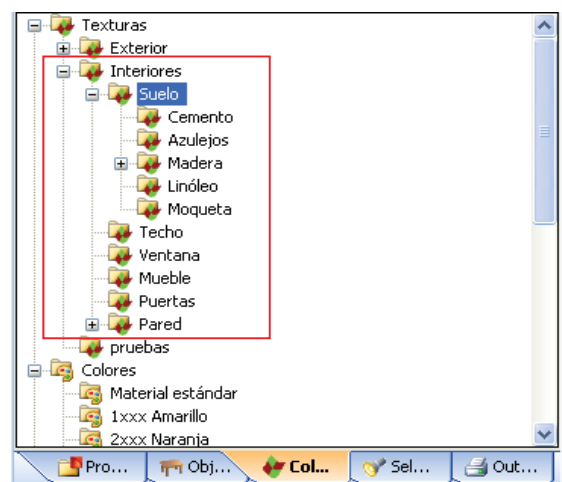 Texturas
Exterior
Interiores
Suelo
Cemento
Azulejos
Madera
Linóleo
Moqueta
Techo
Ventana
Mueble
Puertas
Pared
pruebas
Colores
Material estándar
1xxx Amarillo
2xxx Naranja
Pro... Obj... Col... Sel... Out...